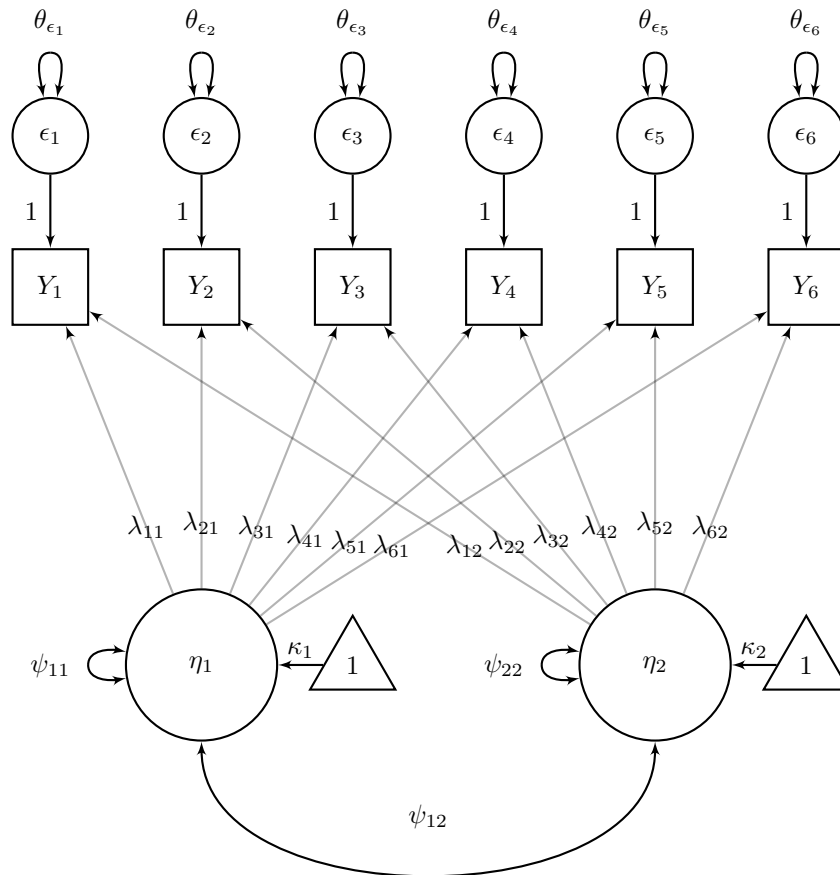 θϵ1 θϵ2 θϵ3 θϵ4 θϵ5 θϵ6
ϵ1 ϵ2 ϵ3 ϵ4 ϵ5 ϵ6
1 1 1 1 1 1
Y1 Y2 Y3 Y4 Y5 Y6
λ11 λ21 λ31 λ41 λ51 λ61 λ12 λ22 λ32 λ42 λ52 λ62
ψ11 η1 κ1 1 ψ22 η2 κ2 1
ψ12